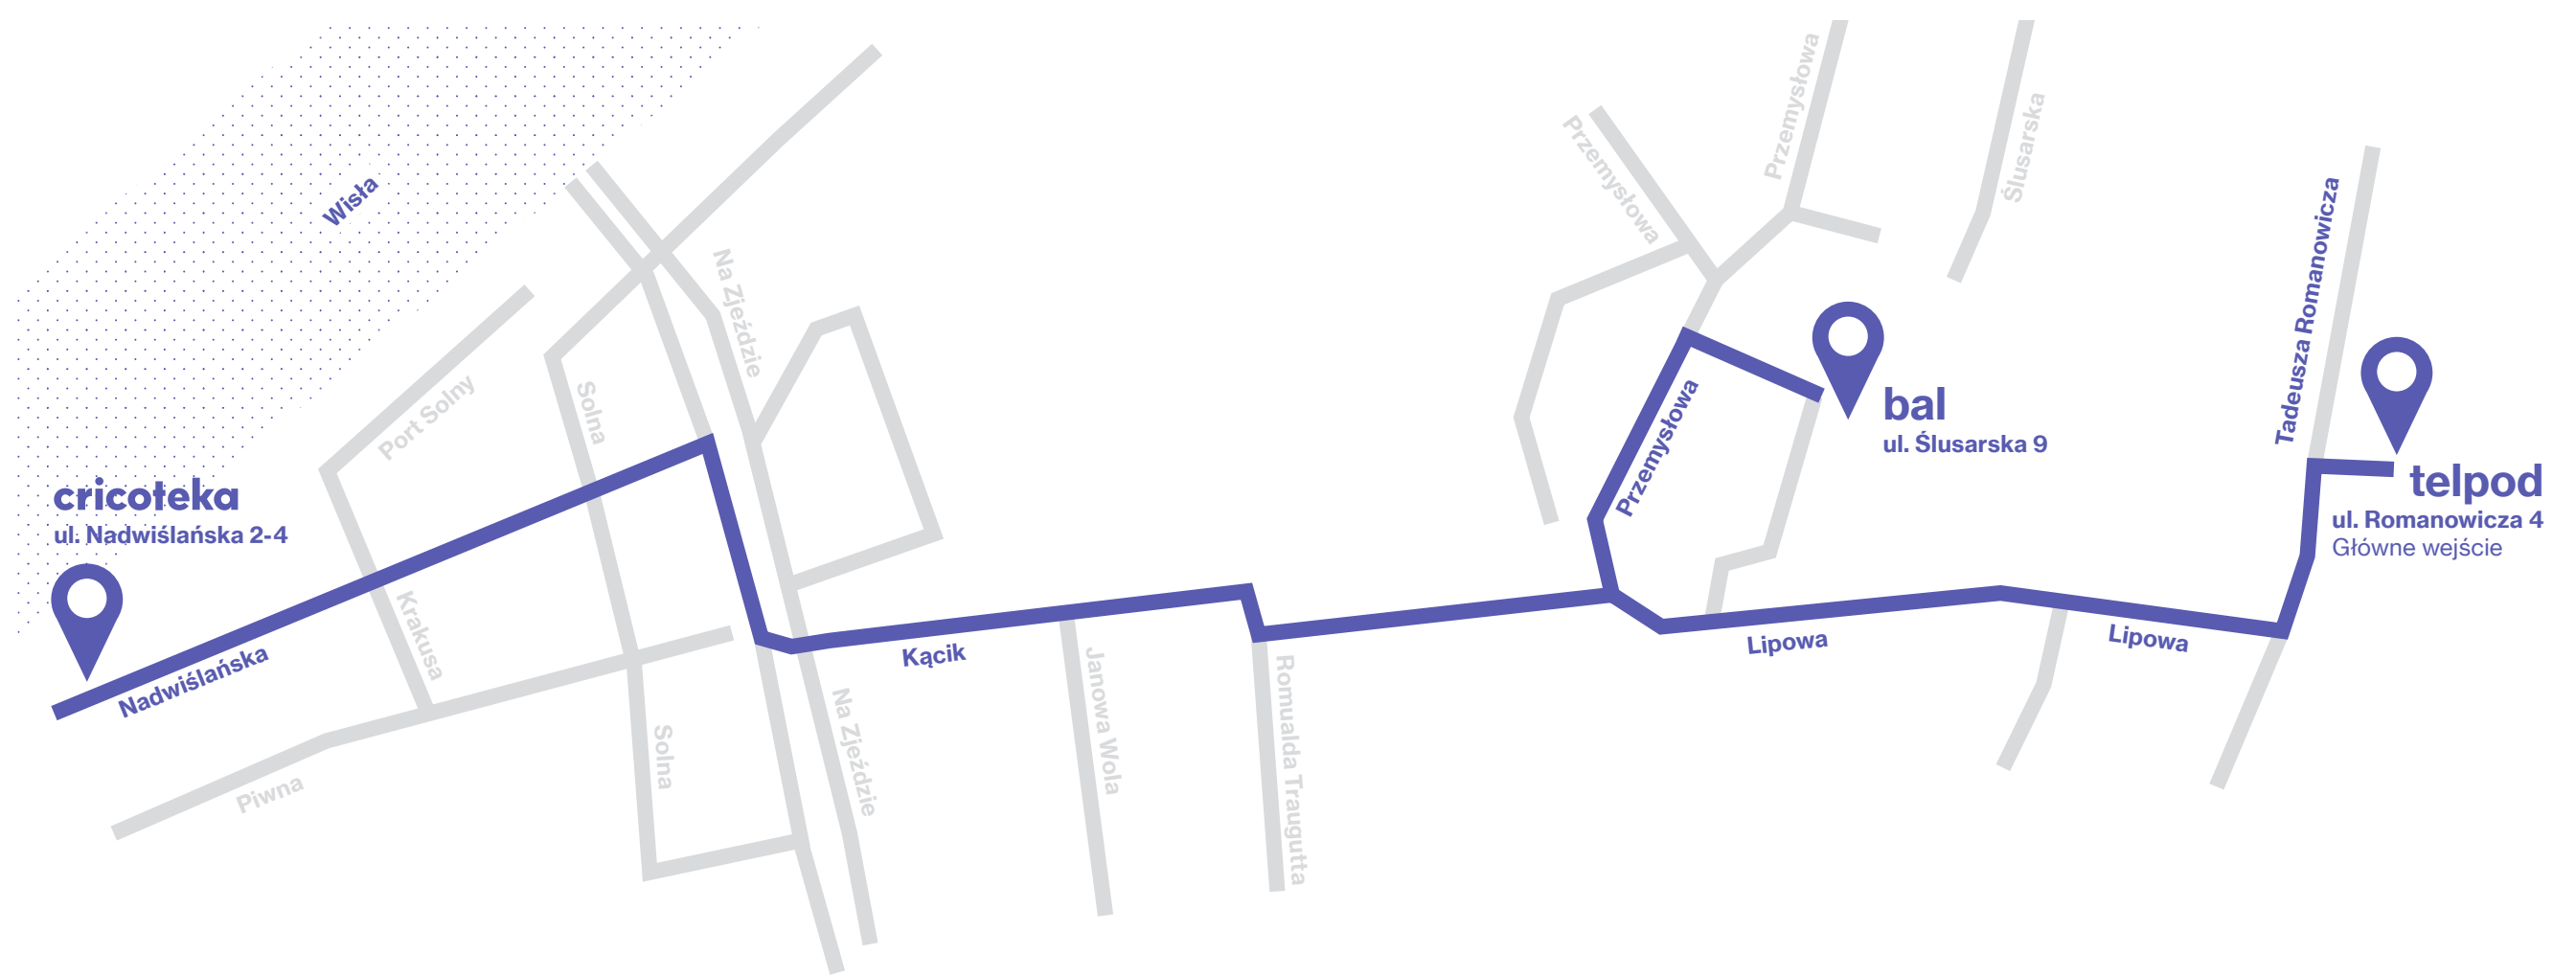 Wisła
Port Solny
cricoteka
ul. Nadwiślańska 2-4
Nadwiślańska
Krakusa
Piwna
Solna
Solna
Na Zjeździe
Na Zjeździe
Kącik
Janowa Wola
Romualda Traugutta
Przemysłowa
Przemysłowa
Przemysłowa
Ślusarska
bal
ul. Ślusarska 9
Lipowa
Lipowa
Tadeusza Romanowicza
telpod
ul. Romanowicza 4
Główne wejście